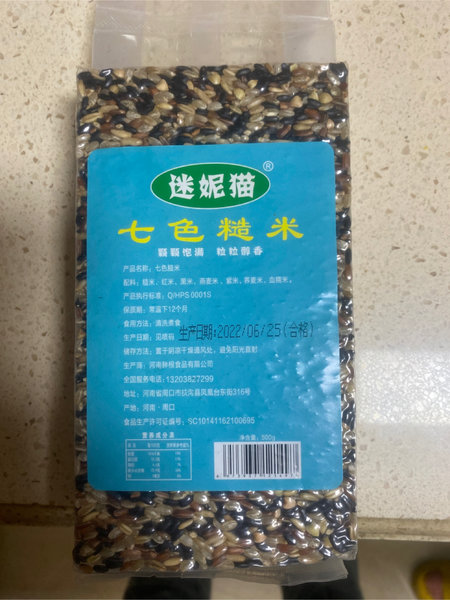 迷妮猫®
七色糙米
颗颗饱满 粒粒醇香
产品名称：七色糙米
配料：糙米、红米、黑米、燕麦米、紫米、荞麦米、血糯米。
产品执行标准：Q/HPS 0001S
保质期：常温下12个月
食用方法：清洗煮食
生产日期：见喷码 生产日期:2022/06/25(合格)
储存方法：置于阴凉干燥通风处，避免阳光直射
生产商：河南翀粮食品有限公司
全国服务电话：13203827299
地址：河南省周口市扶沟县凤凰台东街316号
产地：河南·周口
食品生产许可证编号：SC10141162100695
营养成分表
净含量：500g